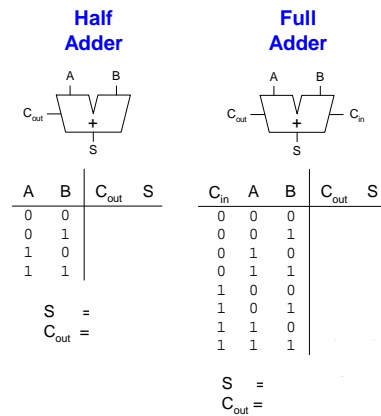 Half
Adder
A B
C_out
+
S
A B C_out S
0 0
0 1
1 0
1 1
S =
C_out =
Full
Adder
A B
C_out C_in
+
S
C_in A B C_out S
0 0 0
0 0 1
0 1 0
0 1 1
1 0 0
1 0 1
1 1 0
1 1 1
S =
C_out =